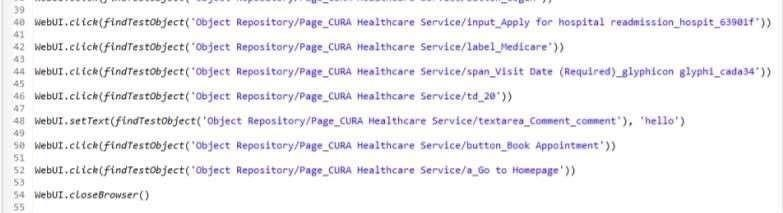 39
40 WebUI.click(findTestObject('Object Repository/Page_CURA Healthcare Service/input_Apply for hospital readmission_hospit_63901f'))
41
42 WebUI.click(findTestObject('Object Repository/Page_CURA Healthcare Service/label_Medicare'))
43
44 WebUI.click(findTestObject('Object Repository/Page_CURA Healthcare Service/span_Visit Date (Required)_glyphicon glyphi_cada34'))
45
46 WebUI.click(findTestObject('Object Repository/Page_CURA Healthcare Service/td_20'))
47
48 WebUI.setText(findTestObject('Object Repository/Page_CURA Healthcare Service/textarea_Comment_comment'), 'hello')
49
50 WebUI.click(findTestObject('Object Repository/Page_CURA Healthcare Service/button_Book Appointment'))
51
52 WebUI.click(findTestObject('Object Repository/Page_CURA Healthcare Service/a_Go to Homepage'))
53
54 WebUI.closeBrowser()
55